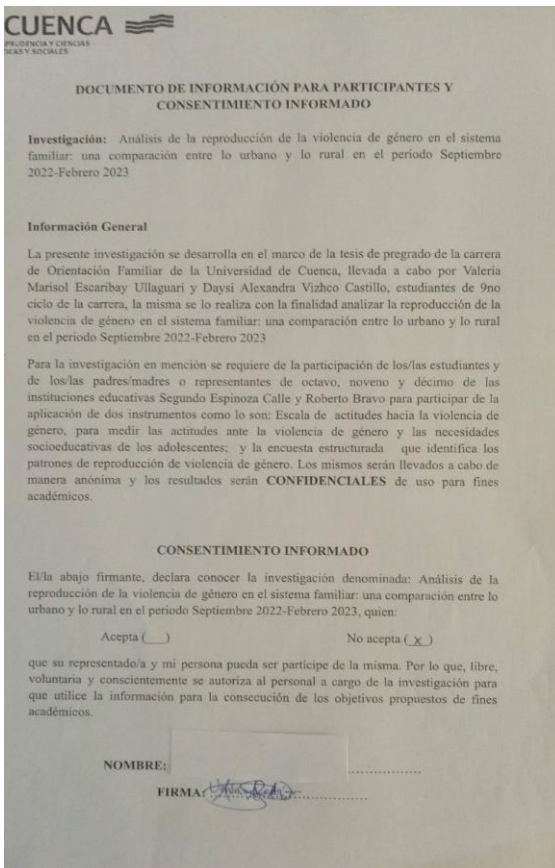 CUENCA
PRUDENCIA Y CIENCIAS
ICAS Y SOCIALES
DOCUMENTO DE INFORMACIÓN PARA PARTICIPANTES Y
CONSENTIMIENTO INFORMADO
Investigación: Análisis de la reproducción de la violencia de género en el sistema
familiar: una comparación entre lo urbano y lo rural en el periodo Septiembre
2022-Febrero 2023
Información General
La presente investigación se desarrolla en el marco de la tesis de pregrado de la carrera
de Orientación Familiar de la Universidad de Cuenca, llevada a cabo por Valeria
Marisol Escaribay Ullaguari y Daysi Alexandra Vizhco Castillo, estudiantes de 9no
ciclo de la carrera, la misma se lo realiza con la finalidad analizar la reproducción de la
violencia de género en el sistema familiar: una comparación entre lo urbano y lo rural
en el periodo Septiembre 2022-Febrero 2023
Para la investigación en mención se requiere de la participación de los/las estudiantes y
de los/las padres/madres o representantes de octavo, noveno y décimo de las
instituciones educativas Segundo Espinoza Calle y Roberto Bravo para participar de la
aplicación de dos instrumentos como lo son: Escala de actitudes hacia la violencia de
género, para medir las actitudes ante la violencia de género y las necesidades
socioeducativas de los adolescentes; y la encuesta estructurada que identifica los
patrones de reproducción de violencia de género. Los mismos serán llevados a cabo de
manera anónima y los resultados serán CONFIDENCIALES de uso para fines
académicos.
CONSENTIMIENTO INFORMADO
El/la abajo firmante, declara conocer la investigación denominada: Análisis de la
reproducción de la violencia de género en el sistema familiar: una comparación entre lo
urbano y lo rural en el periodo Septiembre 2022-Febrero 2023, quien:
Acepta (__) No acepta ( x )
que su representado/a y mi persona pueda ser participe de la misma. Por lo que, libre,
voluntaria y conscientemente se autoriza al personal a cargo de la investigación para
que utilice la información para la consecución de los objetivos propuestos de fines
académicos.
NOMBRE:
FIRMA: